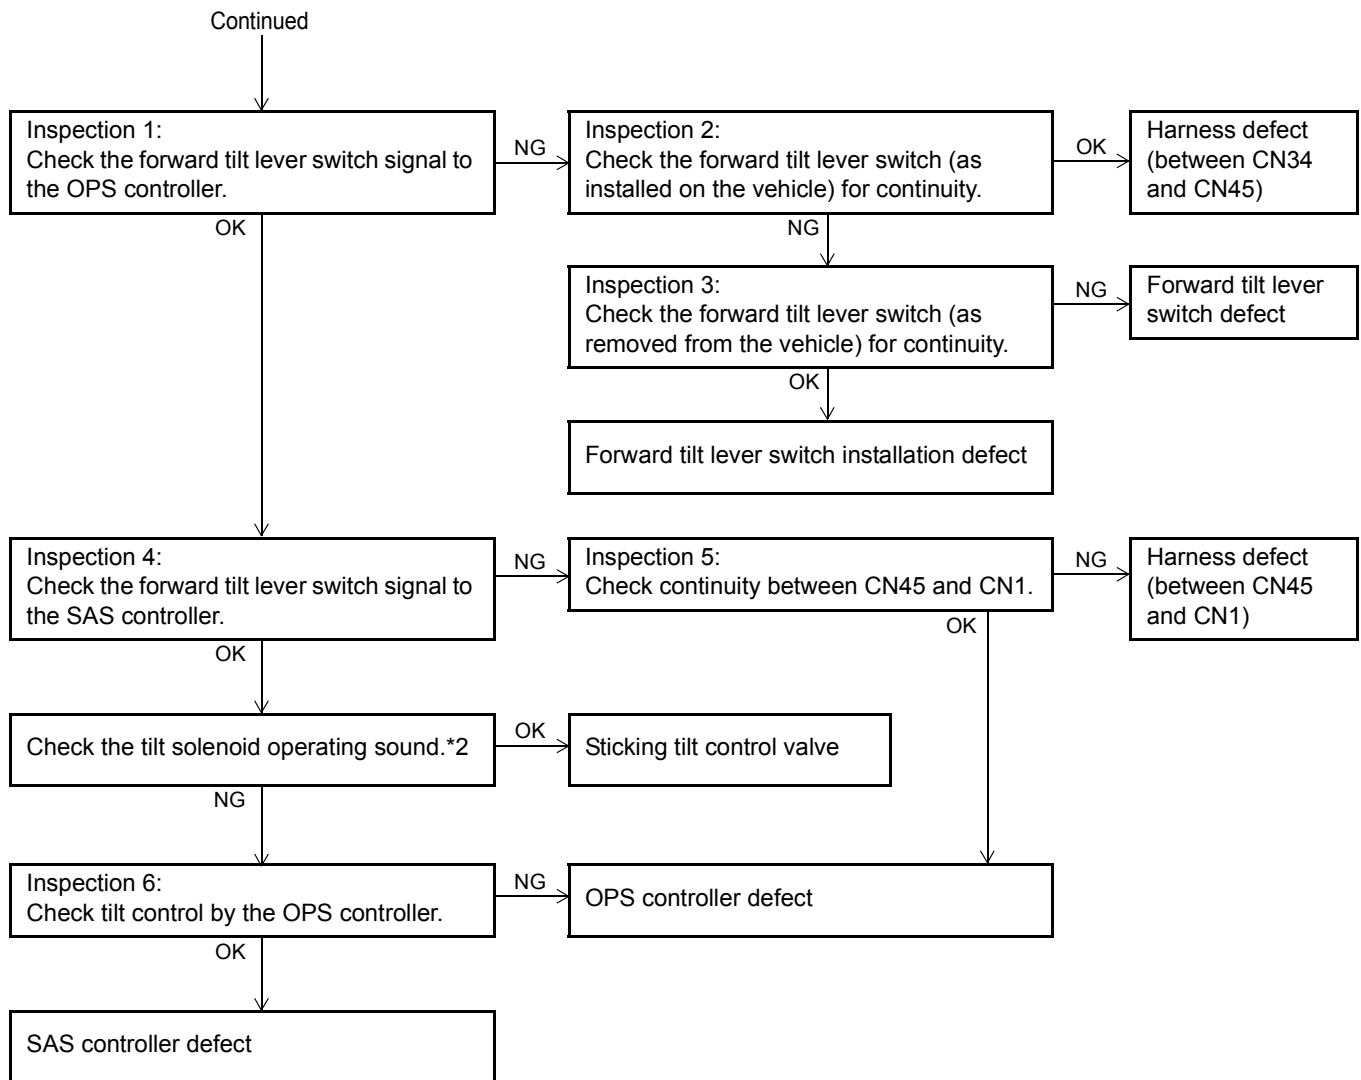 Continued
Inspection 1:
Check the forward tilt lever switch signal to
the OPS controller.
NG
Inspection 2:
Check the forward tilt lever switch (as
installed on the vehicle) for continuity.
OK
Harness defect
(between CN34
and CN45)
OK
NG
Inspection 3:
Check the forward tilt lever switch (as
removed from the vehicle) for continuity.
NG
Forward tilt lever
switch defect
OK
Forward tilt lever switch installation defect
Inspection 4:
Check the forward tilt lever switch signal to
the SAS controller.
NG
Inspection 5:
Check continuity between CN45 and CN1.
NG
Harness defect
(between CN45
and CN1)
OK
OK
Check the tilt solenoid operating sound.*2
OK
Sticking tilt control valve
NG
Inspection 6:
Check tilt control by the OPS controller.
NG
OPS controller defect
OK
SAS controller defect